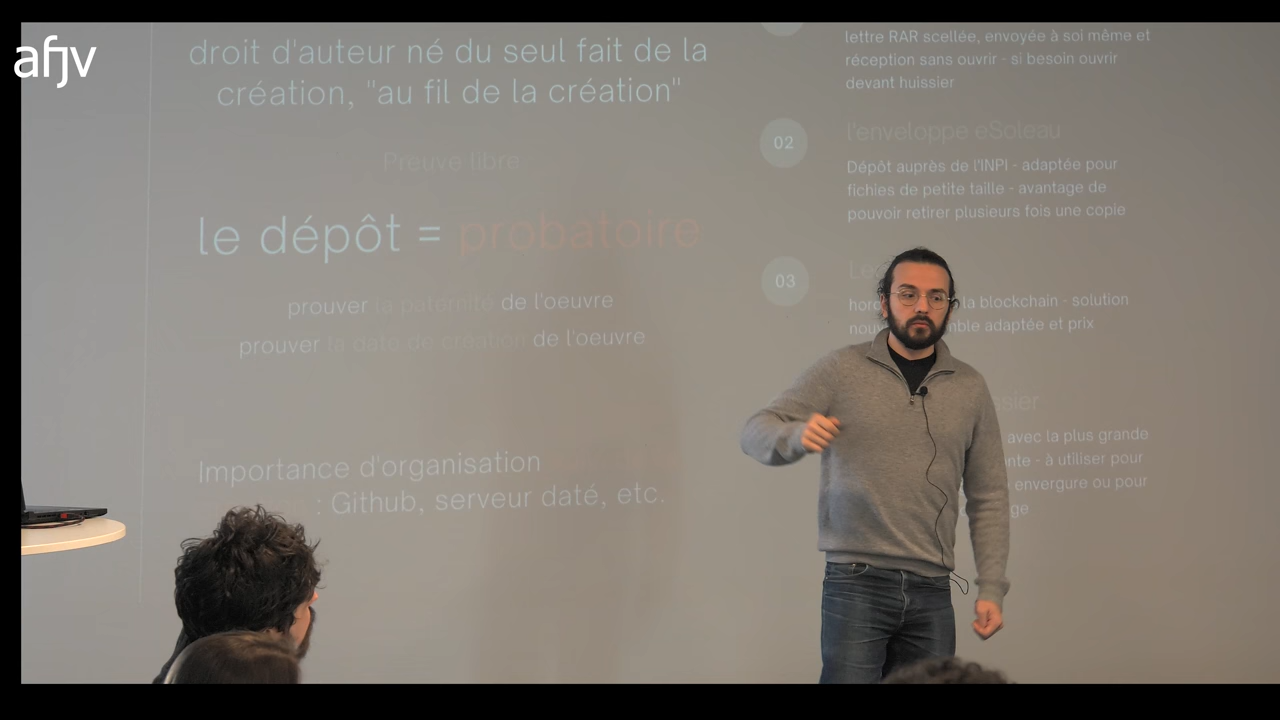 afjv
droit d'auteur né du seul fait de la
création, "au fil de la création"
Preuve libre
le dépôt = probatoire
prouver la paternité de l'oeuvre
prouver la date de création de l'oeuvre
Importance d'organisation
: Github, serveur daté, etc.
lettre RAR scellée, envoyée à soi même et
réception sans ouvrir - si besoin ouvrir
devant huissier
02
l'enveloppe eSoleau
Dépôt auprès de l'INPI - adaptée pour
fichies de petite taille - avantage de
pouvoir retirer plusieurs fois une copie
03
la blockchain - solution
adaptée et prix
avec la plus grande
à utiliser pour
envergure ou pour